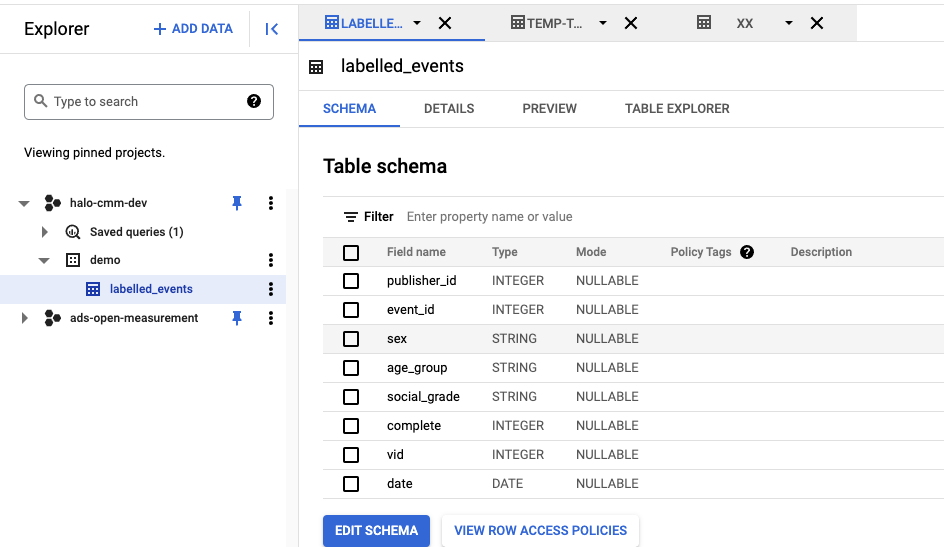 Explorer
+ ADD DATA
Type to search
?
Viewing pinned projects.
halo-cmm-dev
Saved queries (1)
demo
labelled_events
ads-open-measurement
LABELLE...
TEMP-T...
XX
labelled_events
SCHEMA DETAILS PREVIEW TABLE EXPLORER
Table schema
Filter Enter property name or value
Field name Type Mode Policy Tags ? Description
publisher_id INTEGER NULLABLE
event_id INTEGER NULLABLE
sex STRING NULLABLE
age_group STRING NULLABLE
social_grade STRING NULLABLE
complete INTEGER NULLABLE
vid INTEGER NULLABLE
date DATE NULLABLE
EDIT SCHEMA VIEW ROW ACCESS POLICIES